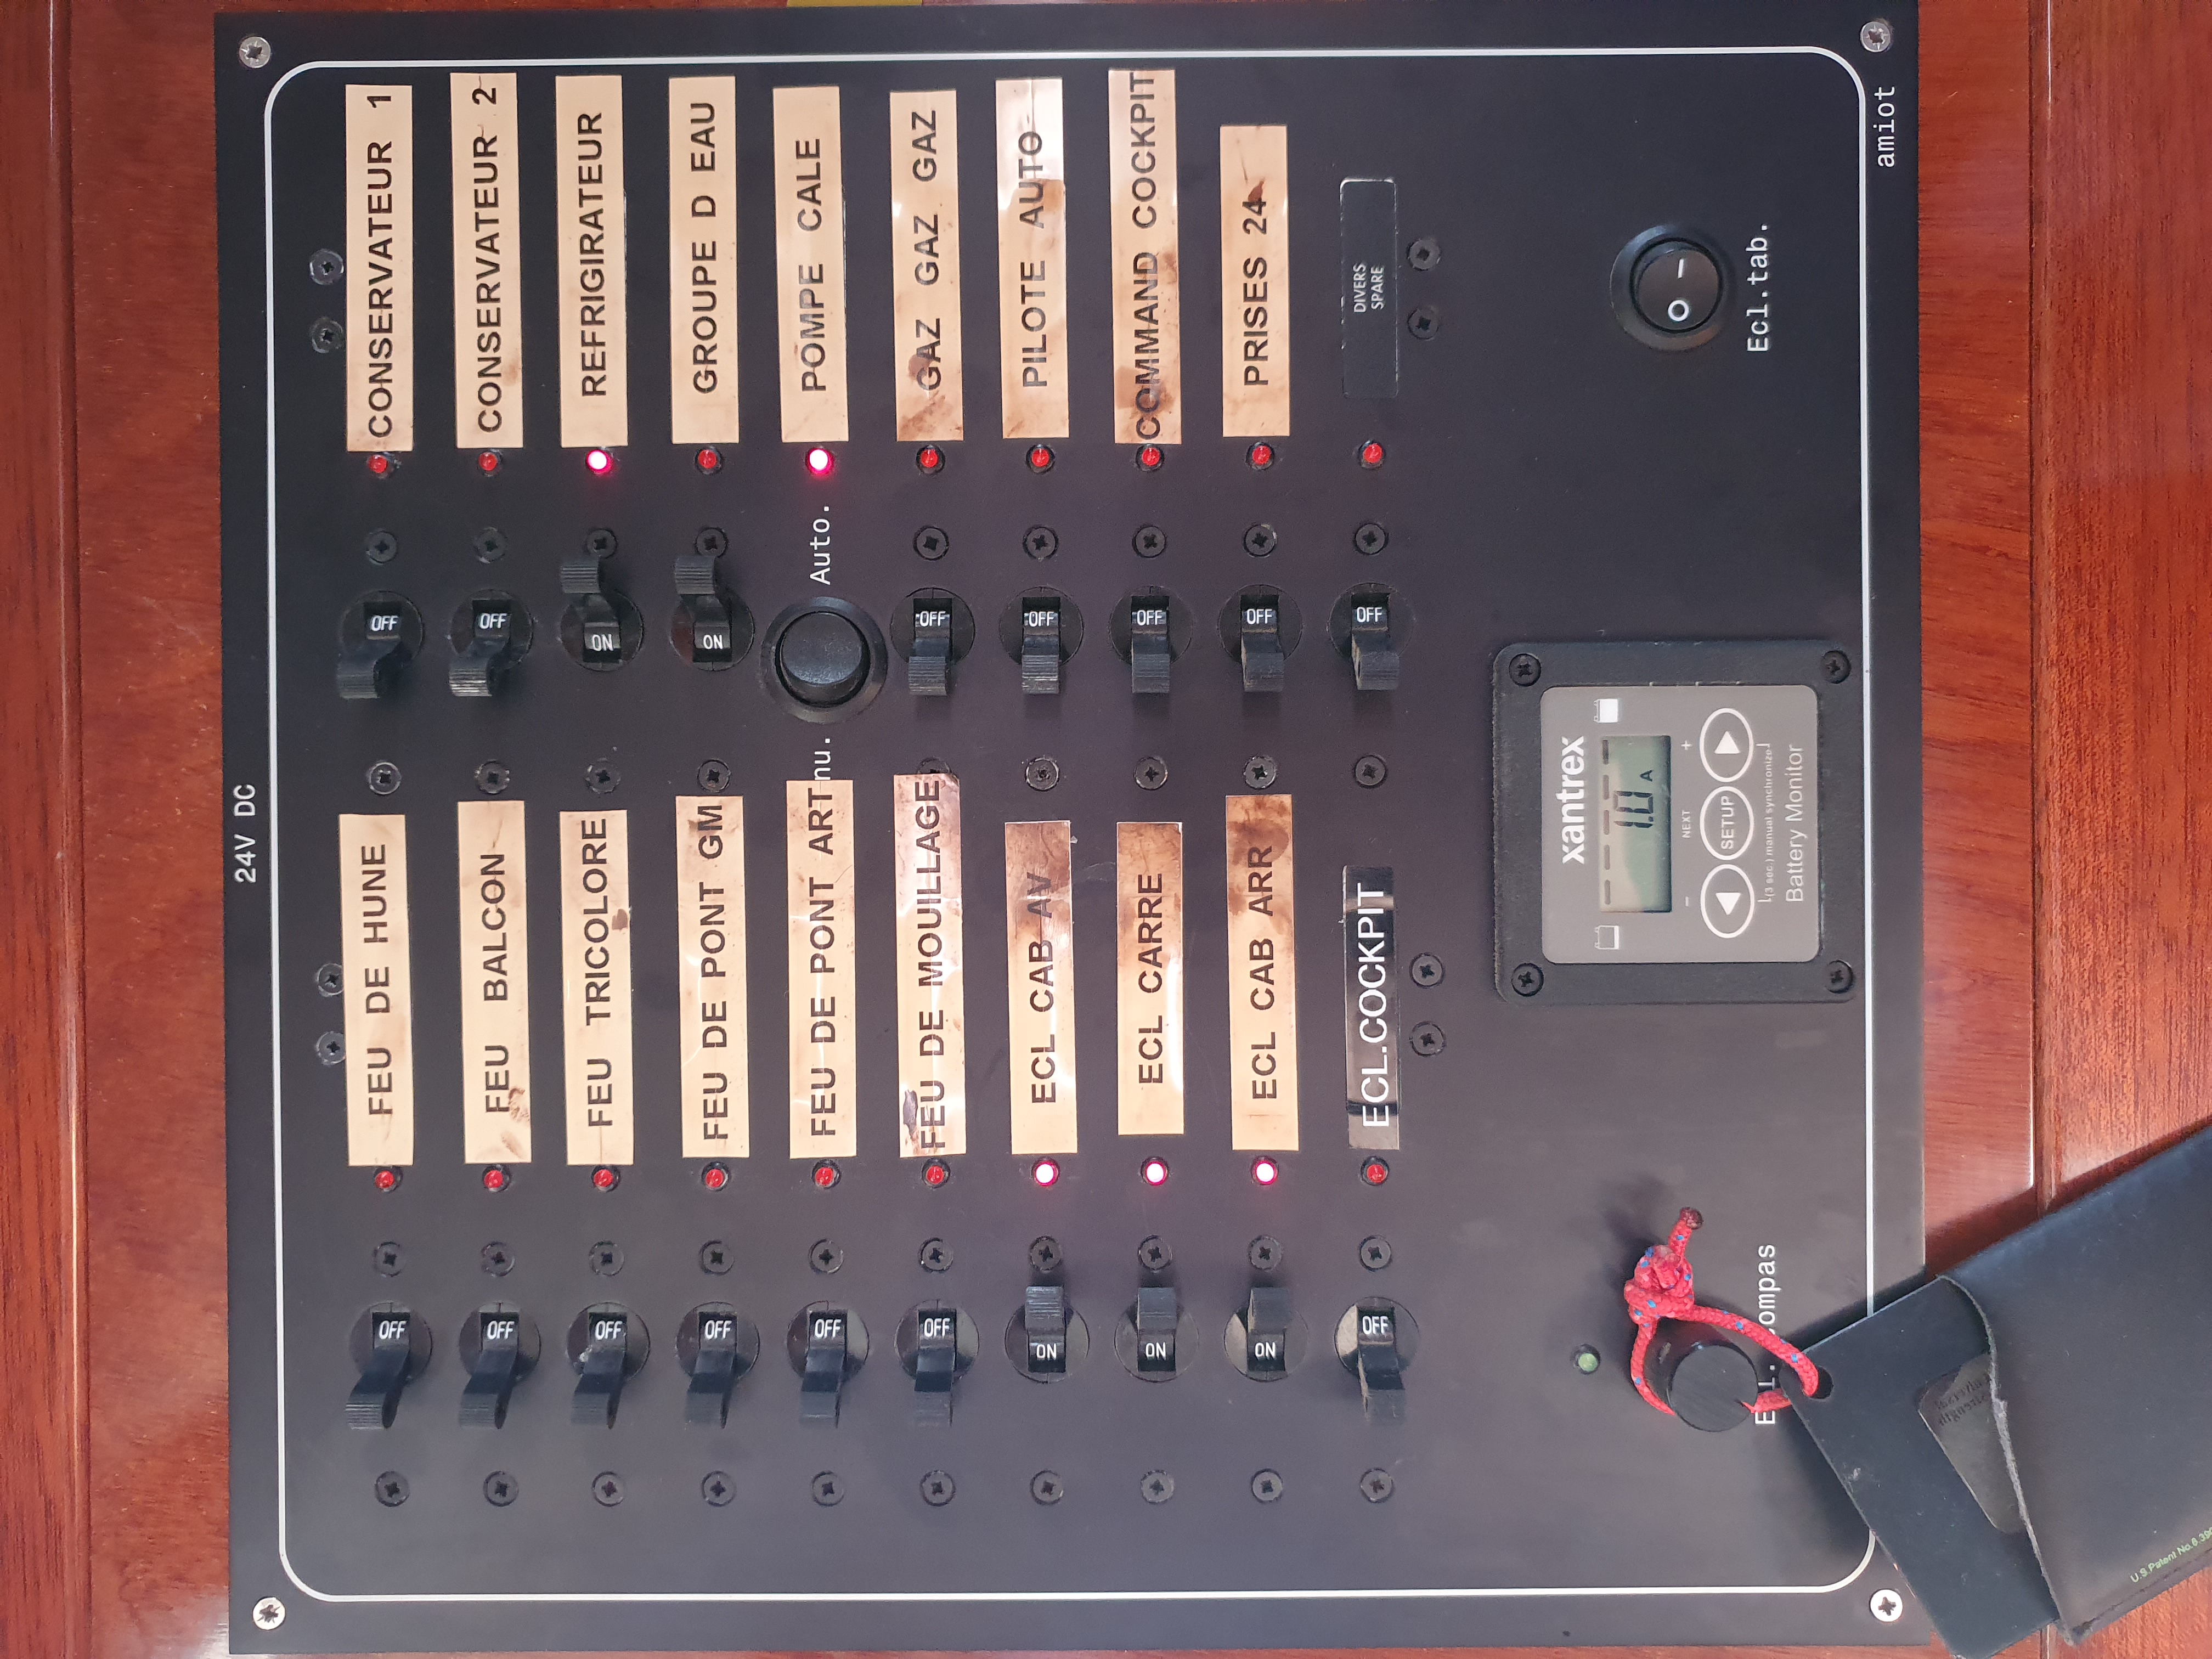 24V DC
OFF FEU DE HUNE OFF CONSERVATEUR 1
OFF FEU BALCON OFF CONSERVATEUR 2
OFF FEU TRICOLORE ON REFRIGIRATEUR
OFF FEU DE PONT GM ON GROUPE D EAU
OFF FEU DE PONT ART nu. Auto. POMPE CALE
OFF FEU DE MOUILLAGE OFF GAZ GAZ GAZ
ON ECL CAB AV OFF PILOTE AUTO
ON ECL CARRE OFF COMMAND COCKPIT
ON ECL CAB ARR OFF PRISES 24
OFF ECL.COCKPIT OFF DIVERS
SPARE
xantrex
1.0 A
− NEXT +
SETUP
(3 sec.) manual synchronize
Battery Monitor
ompas
O I
Ecl.tab.
amiot
U.S.Patent No.6